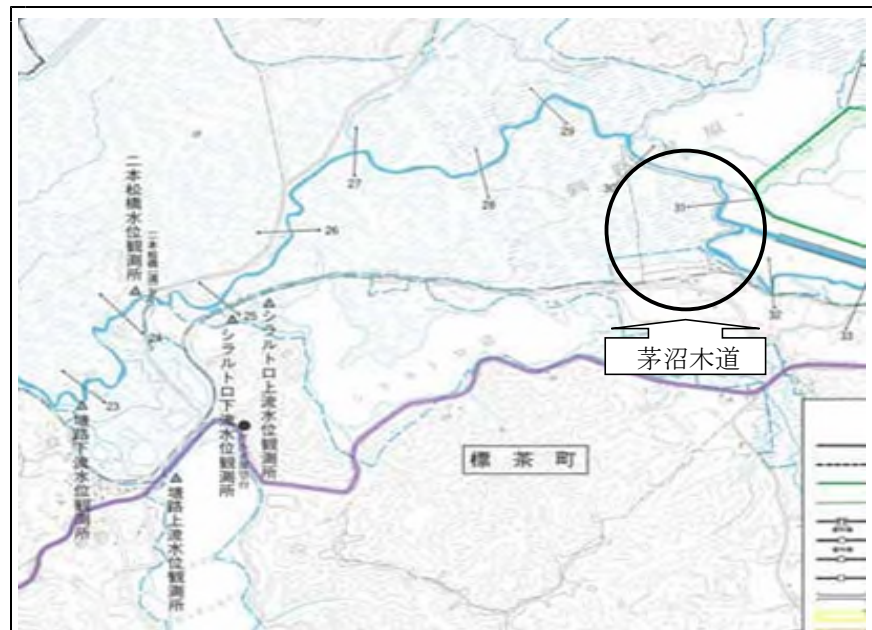 二本松橋水位観測所
シラルトロ上流水位観測所
シラルトロ下流水位観測所
塘路下流水位観測所
塘路上流水位観測所
茅沼木道
標茶町
23
24
25
26
27
28
29
30
31
32
33